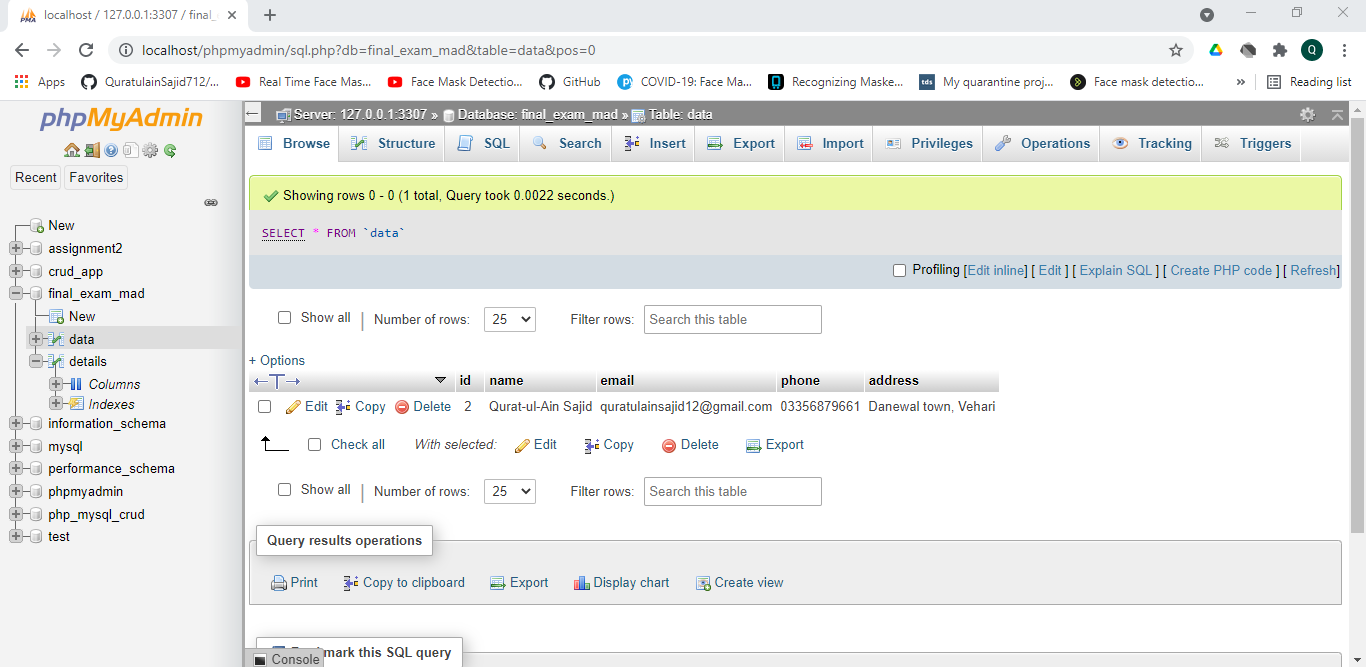 localhost / 127.0.0.1:3307 / final_
localhost/phpmyadmin/sql.php?db=final_exam_mad&table=data&pos=0
Q
Apps QuratulainSajid712/... Real Time Face Mas... Face Mask Detectio... GitHub COVID-19: Face Ma... Recognizing Maske... tds My quarantine proj... Face mask detectio... » Reading list
phpMyAdmin
Recent Favorites
New
assignment2
crud_app
final_exam_mad
New
data
details
Columns
Indexes
information_schema
mysql
performance_schema
phpmyadmin
php_mysql_crud
test
Server: 127.0.0.1:3307 » Database: final_exam_mad » Table: data
Browse Structure SQL Search Insert Export Import Privileges Operations Tracking Triggers
Showing rows 0 - 0 (1 total, Query took 0.0022 seconds.)
SELECT * FROM `data`
Profiling [Edit inline] [ Edit ] [ Explain SQL ] [ Create PHP code ] [ Refresh]
Show all | Number of rows: 25 Filter rows: Search this table
+ Options
←T→ id name email phone address
Edit Copy Delete 2 Qurat-ul-Ain Sajid quratulainsajid12@gmail.com 03356879661 Danewal town, Vehari
Check all With selected: Edit Copy Delete Export
Show all | Number of rows: 25 Filter rows: Search this table
Query results operations
Print Copy to clipboard Export Display chart Create view
mark this SQL query
Console